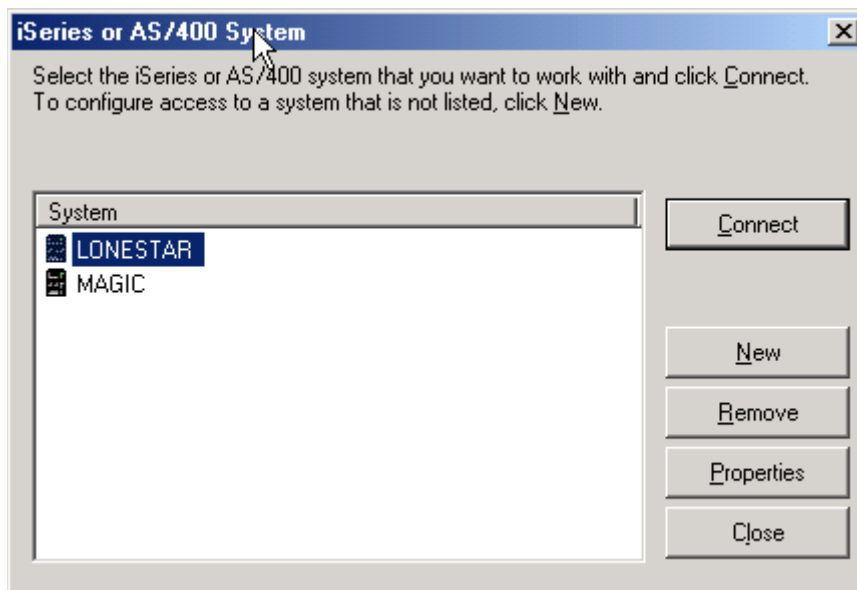 iSeries or AS/400 System
Select the iSeries or AS/400 system that you want to work with and click Connect.
To configure access to a system that is not listed, click New.
System
LONESTAR
MAGIC
Connect
New
Remove
Properties
Close